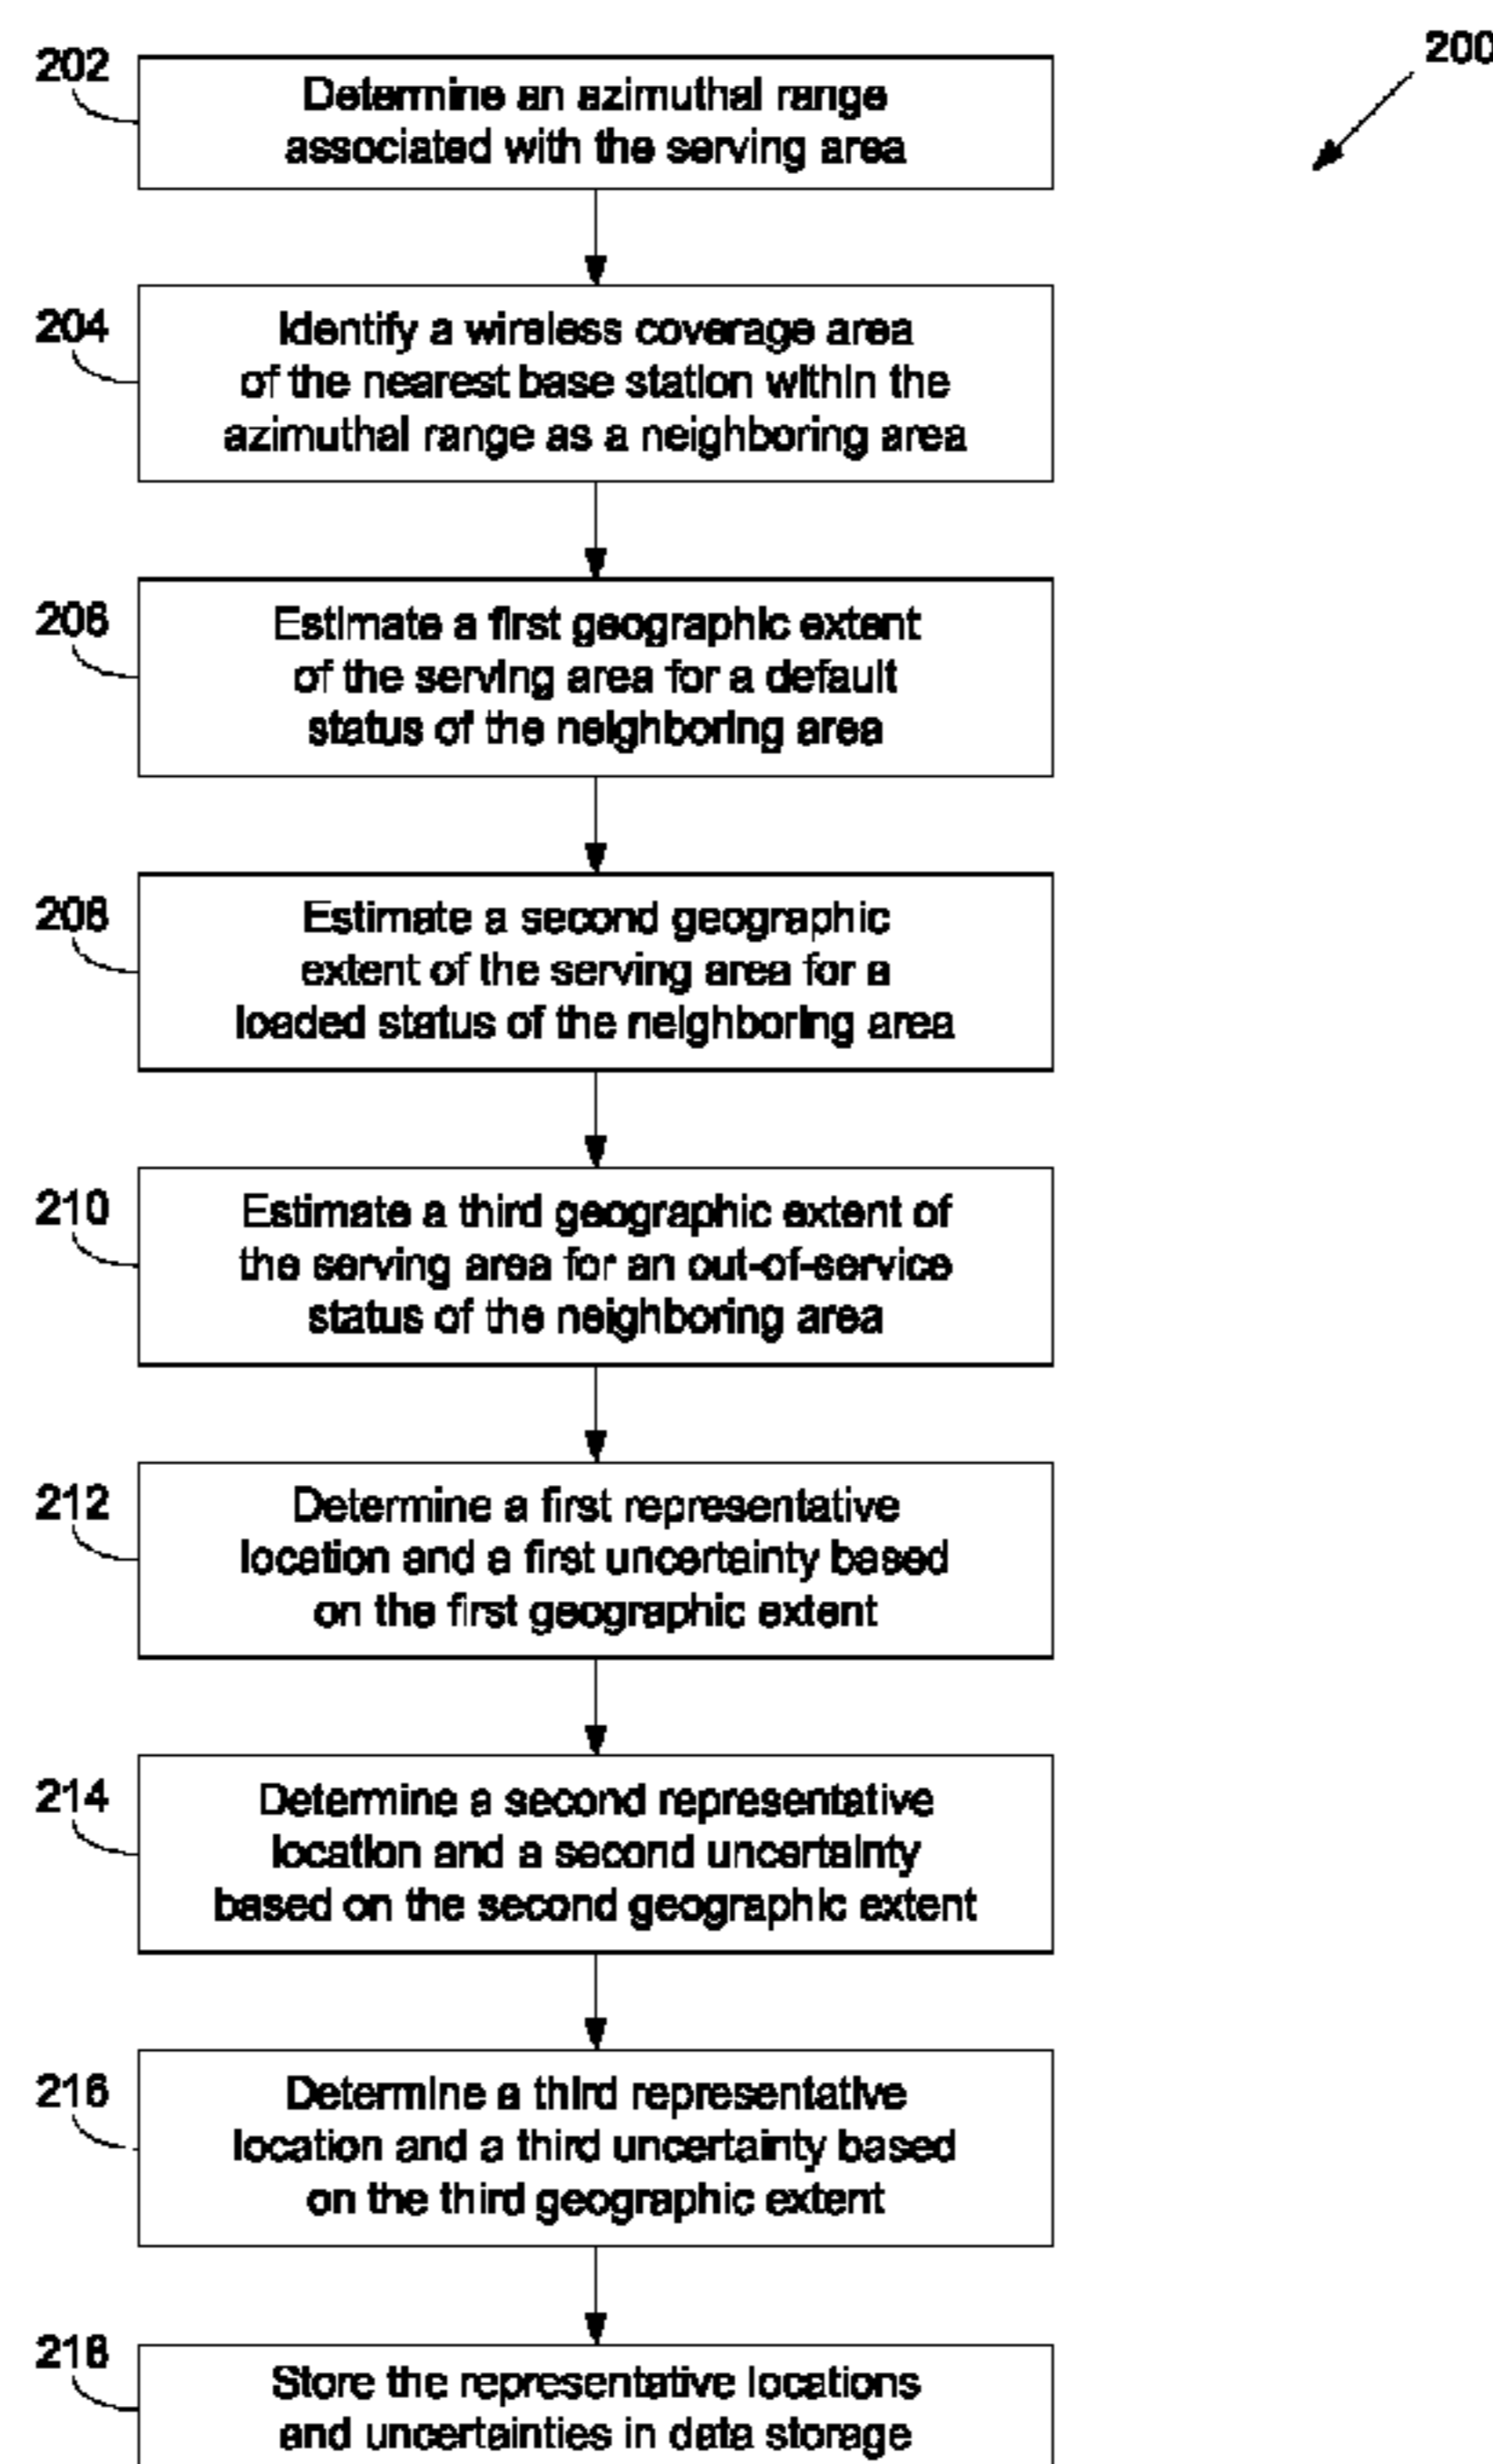 200
202
Determine an azimuthal range
associated with the serving area
204
Identify a wireless coverage area
of the nearest base station within the
azimuthal range as a neighboring area
206
Estimate a first geographic extent
of the serving area for a default
status of the neighboring area
208
Estimate a second geographic
extent of the serving area for a
loaded status of the neighboring area
210
Estimate a third geographic extent of
the serving area for an out-of-service
status of the neighboring area
212
Determine a first representative
location and a first uncertainty based
on the first geographic extent
214
Determine a second representative
location and a second uncertainty
based on the second geographic extent
216
Determine a third representative
location and a third uncertainty based
on the third geographic extent
218
Store the representative locations
and uncertainties in data storage